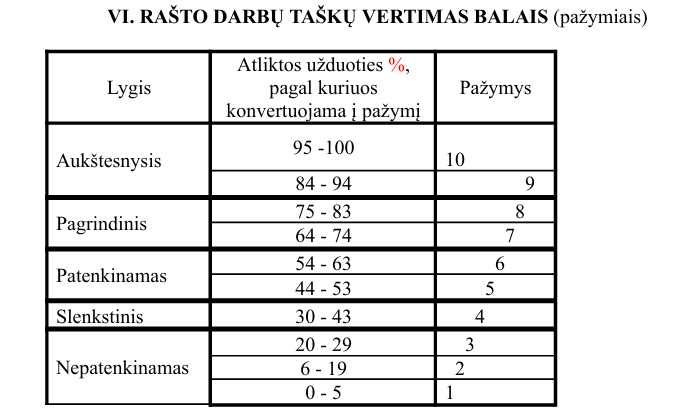 VI. RAŠTO DARBŲ TAŠKŲ VERTIMAS BALAIS (pažymiais)
Lygis
Atliktos užduoties %,
pagal kuriuos
konvertuojama į pažymį
Pažymys
Aukštesnysis
95 -100
10
84 - 94
9
Pagrindinis
75 - 83
8
64 - 74
7
Patenkinamas
54 - 63
6
44 - 53
5
Slenkstinis
30 - 43
4
Nepatenkinamas
20 - 29
3
6 - 19
2
0 - 5
1